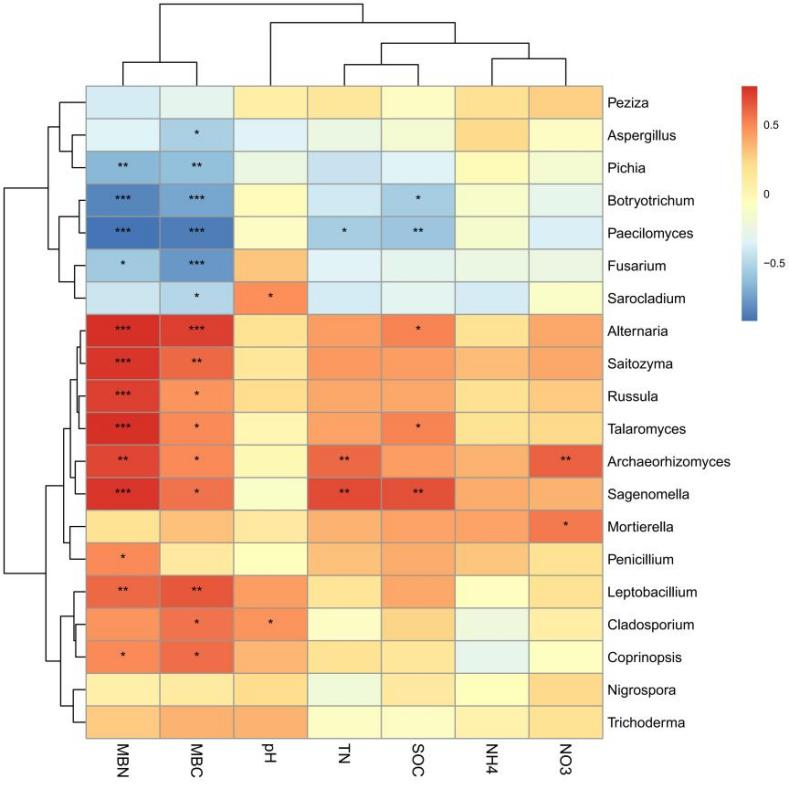 Peziza
0.5
* Aspergillus
** ** Pichia
0
*** *** * Botryotrichum
*** *** * ** Paecilomyces
* *** Fusarium
−0.5
* * Sarocladium
*** *** * Alternaria
*** ** Saitozyma
*** * Russula
*** * * Talaromyces
** * ** ** Archaeorhizomyces
*** * ** ** Sagenomella
* Mortierella
* Penicillium
** ** Leptobacillium
* * Cladosporium
* * Coprinopsis
Nigrospora
Trichoderma
MBN MBC pH TN SOC NH4 NO3